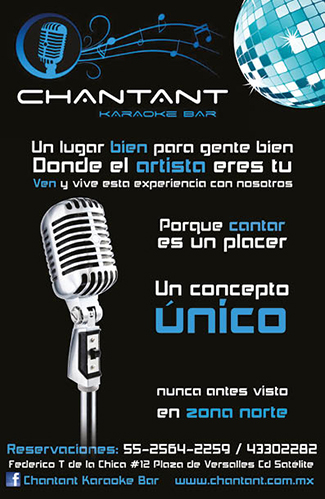 CHANTANT
KARAOKE BAR
Un lugar bien para gente bien
Donde el artista eres tu
Ven y vive esta experiencia con nosotros
Porque cantar
es un placer
Un concepto
único
nunca antes visto
en zona norte
Reservaciones: 55-2564-2259 / 43302282
Federico T de la Chica #12 Plaza de Versalles Cd Satélite
f Chantant Karaoke Bar www.chantant.com.mx